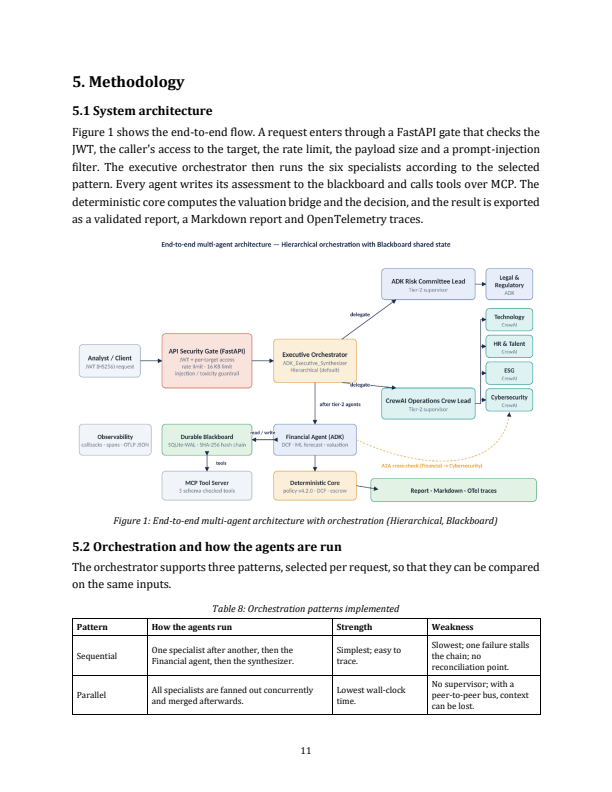 5. Methodology
5.1 System architecture
Figure 1 shows the end-to-end flow. A request enters through a FastAPI gate that checks the
JWT, the caller's access to the target, the rate limit, the payload size and a prompt-injection
filter. The executive orchestrator then runs the six specialists according to the selected
pattern. Every agent writes its assessment to the blackboard and calls tools over MCP. The
deterministic core computes the valuation bridge and the decision, and the result is exported
as a validated report, a Markdown report and OpenTelemetry traces.
End-to-end multi-agent architecture — Hierarchical orchestration with Blackboard shared state
ADK Risk Committee Lead
Tier-2 supervisor
Legal &
Regulatory
ADK
Technology
CrewAI
HR & Talent
CrewAI
ESG
CrewAI
Cybersecurity
CrewAI
delegate
Analyst / Client
JWT (HS256) request
API Security Gate (FastAPI)
JWT + per-target access
rate limit · 16 KB limit
injection / toxicity guardrail
Executive Orchestrator
ADK_Executive_Synthesizer
Hierarchical (default)
delegate
CrewAI Operations Crew Lead
Tier-2 supervisor
after tier-2 agents
Observability
callbacks · spans · OTLP JSON
Durable Blackboard
SQLite-WAL · SHA-256 hash chain
read / write
Financial Agent (ADK)
DCF · ML forecast · valuation
tools
A2A cross-check (Financial -> Cybersecurity)
MCP Tool Server
5 schema-checked tools
Deterministic Core
policy v4.2.0 · DCF · escrow
Report · Markdown · OTel traces
Figure 1: End-to-end multi-agent architecture with orchestration (Hierarchical, Blackboard)
5.2 Orchestration and how the agents are run
The orchestrator supports three patterns, selected per request, so that they can be compared
on the same inputs.
Table 8: Orchestration patterns implemented
Pattern How the agents run Strength Weakness
Sequential
One specialist after another, then the
Financial agent, then the synthesizer.
Simplest; easy to
trace.
Slowest; one failure stalls
the chain; no
reconciliation point.
Parallel
All specialists are fanned out concurrently
and merged afterwards.
Lowest wall-clock
time.
No supervisor; with a
peer-to-peer bus, context
can be lost.
11